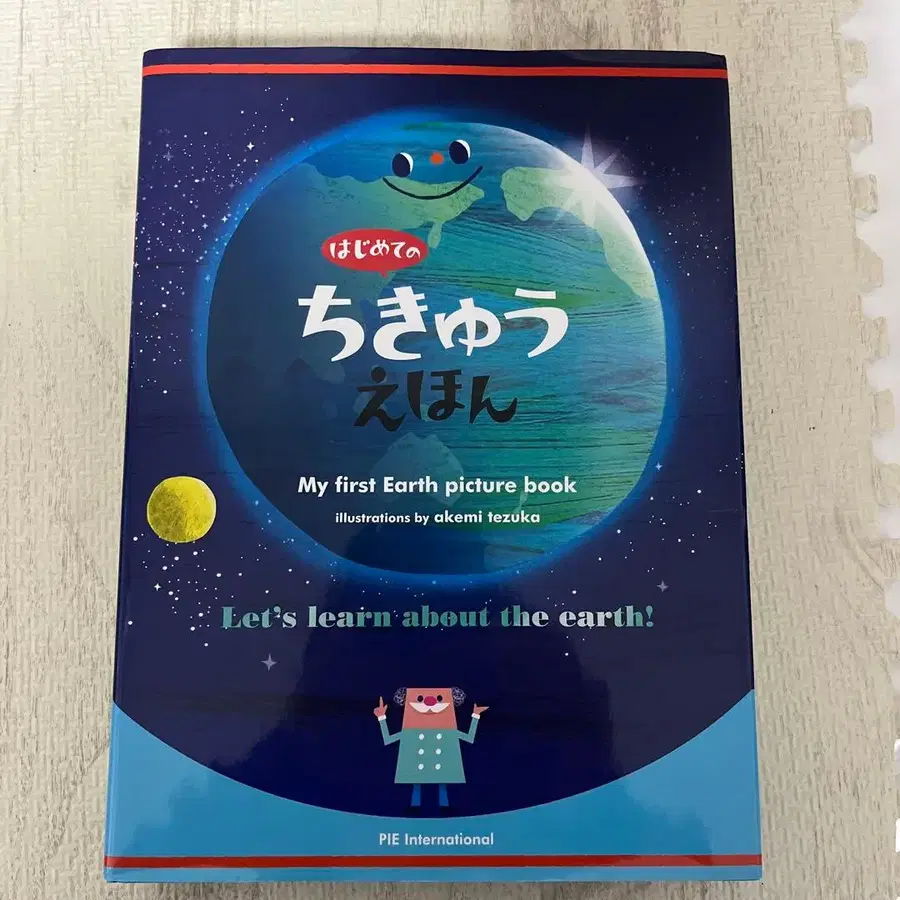 はじめての
ちきゅう
えほん
My first Earth picture book
illustrations by akemi tezuka
Let's learn about the earth!
PIE International